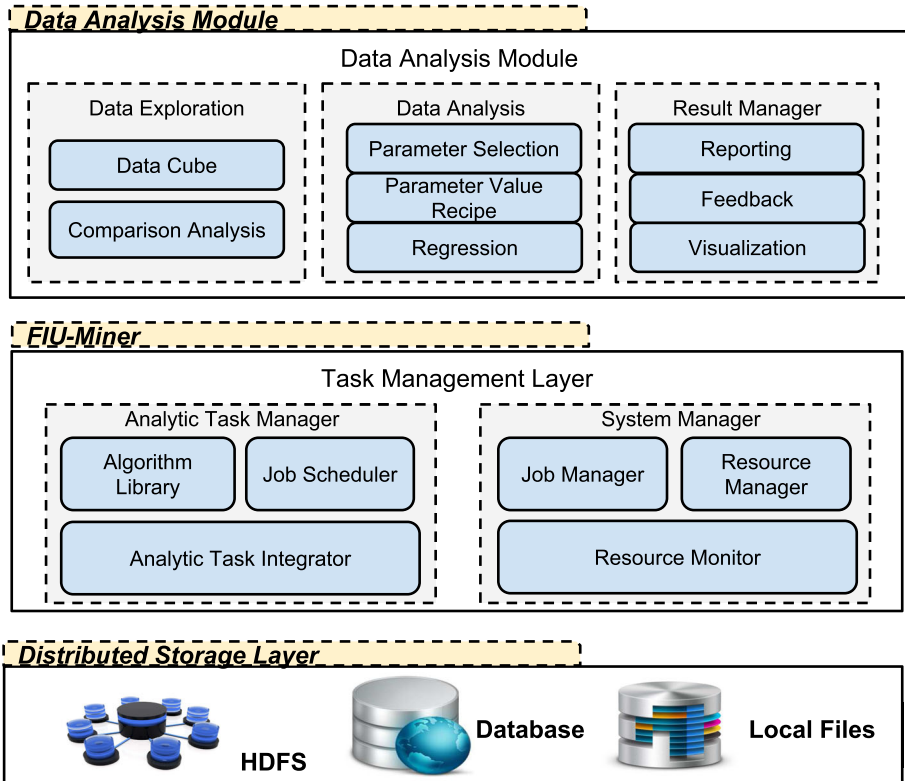 Data Analysis Module
Data Analysis Module
Data Exploration
Data Cube
Comparison Analysis
Data Analysis
Parameter Selection
Parameter Value
Recipe
Regression
Result Manager
Reporting
Feedback
Visualization
FIU-Miner
Task Management Layer
Analytic Task Manager
Algorithm
Library
Job Scheduler
Analytic Task Integrator
System Manager
Job Manager
Resource
Manager
Resource Monitor
Distributed Storage Layer
HDFS
Database
Local Files